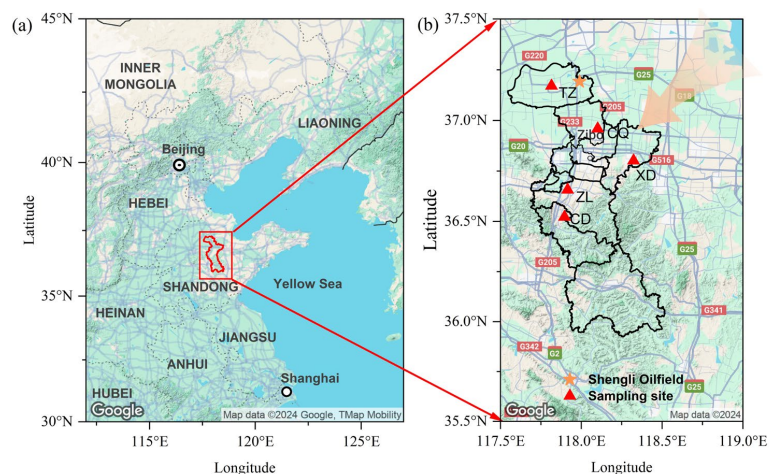 (a)
45°N
40°N
35°N
30°N
Latitude
115°E
120°E
125°E
Longitude
INNER
MONGOLIA
LIAONING
Beijing
HEBEI
SHANDONG
Yellow Sea
HEINAN
JIANGSU
ANHUI
Shanghai
HUBEI
Google
Map data ©2024 Google, TMap Mobility
(b)
37.5°N
37.0°N
36.5°N
36.0°N
35.5°N
Latitude
117.5°E
118.0°E
118.5°E
119.0°E
Longitude
G220
G25
TZ
G18
G205
G233
Zibo
CQ
G20
G516
XD
ZL
CD
G205
G25
G341
G342
G2
Shengli Oilfield
G25
Sampling site
Google
Map data ©2024